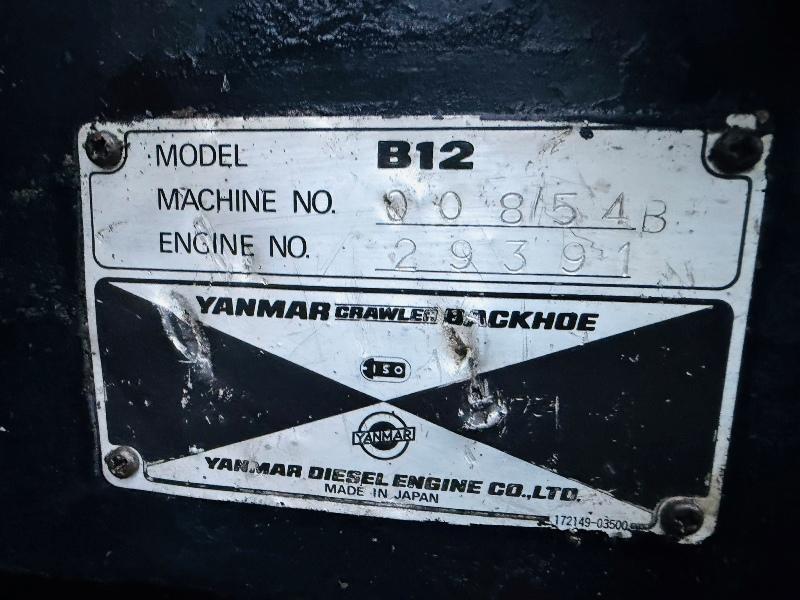 MODEL B12
MACHINE NO. 00854B
ENGINE NO. 29391
YANMAR CRAWLER BACKHOE
ISO
YANMAR
YANMAR DIESEL ENGINE CO.,LTD.
MADE IN JAPAN
172149-03500